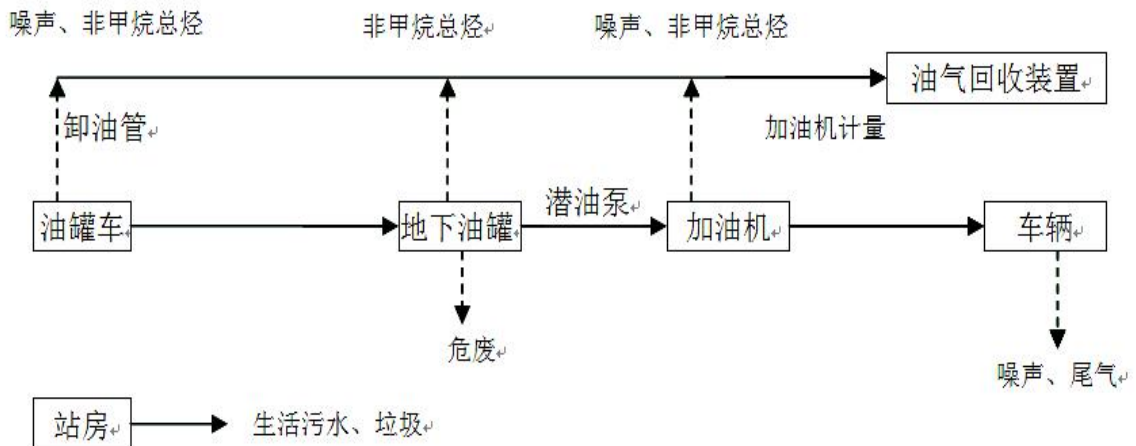 噪声、非甲烷总烃
非甲烷总烃
噪声、非甲烷总烃
油气回收装置
卸油管
加油机计量
油罐车
地下油罐
潜油泵
加油机
车辆
危废
噪声、尾气
站房
生活污水、垃圾